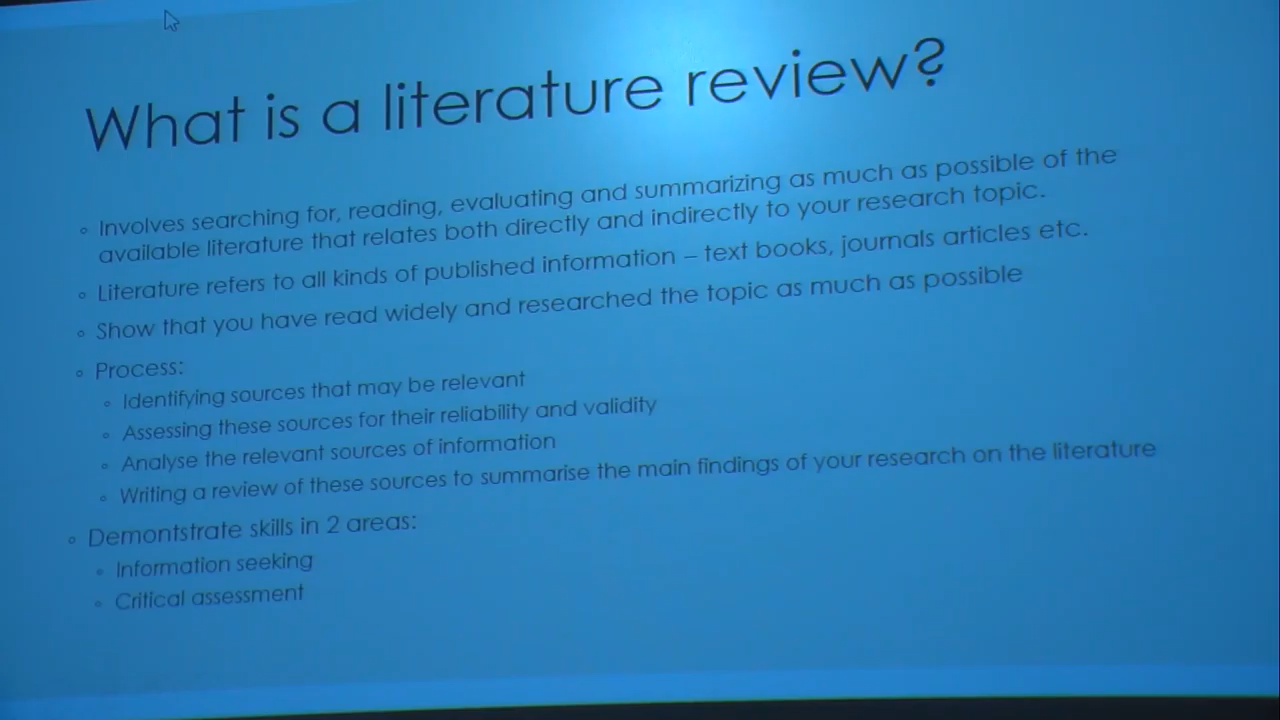 What is a literature review?
Involves searching for, reading, evaluating and summarizing as much as possible of the
available literature that relates both directly and indirectly to your research topic.
Literature refers to all kinds of published information – text books, journals articles etc.
Show that you have read widely and researched the topic as much as possible
Process:
Identifying sources that may be relevant
Assessing these sources for their reliability and validity
Analyse the relevant sources of information
Writing a review of these sources to summarise the main findings of your research on the literature
Demontstrate skills in 2 areas:
Information seeking
Critical assessment